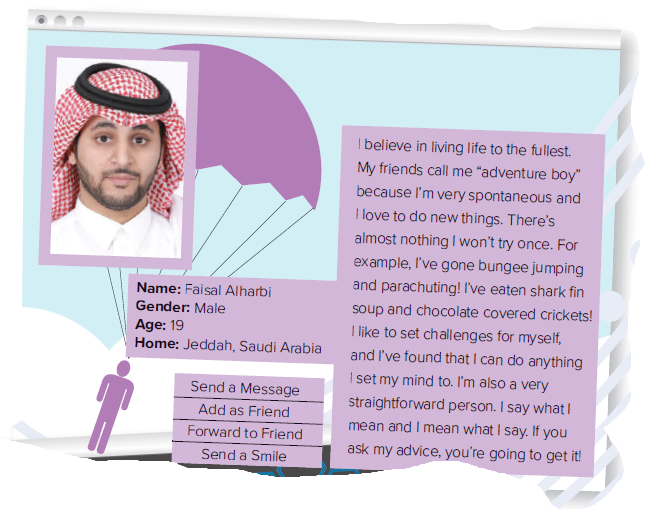 Name: Faisal Alharbi
Gender: Male
Age: 19
Home: Jeddah, Saudi Arabia
Send a Message
Add as Friend
Forward to Friend
Send a Smile
I believe in living life to the fullest.
My friends call me “adventure boy”
because I’m very spontaneous and
I love to do new things. There’s
almost nothing I won’t try once. For
example, I’ve gone bungee jumping
and parachuting! I’ve eaten shark fin
soup and chocolate covered crickets!
I like to set challenges for myself,
and I’ve found that I can do anything
I set my mind to. I’m also a very
straightforward person. I say what I
mean and I mean what I say. If you
ask my advice, you’re going to get it!